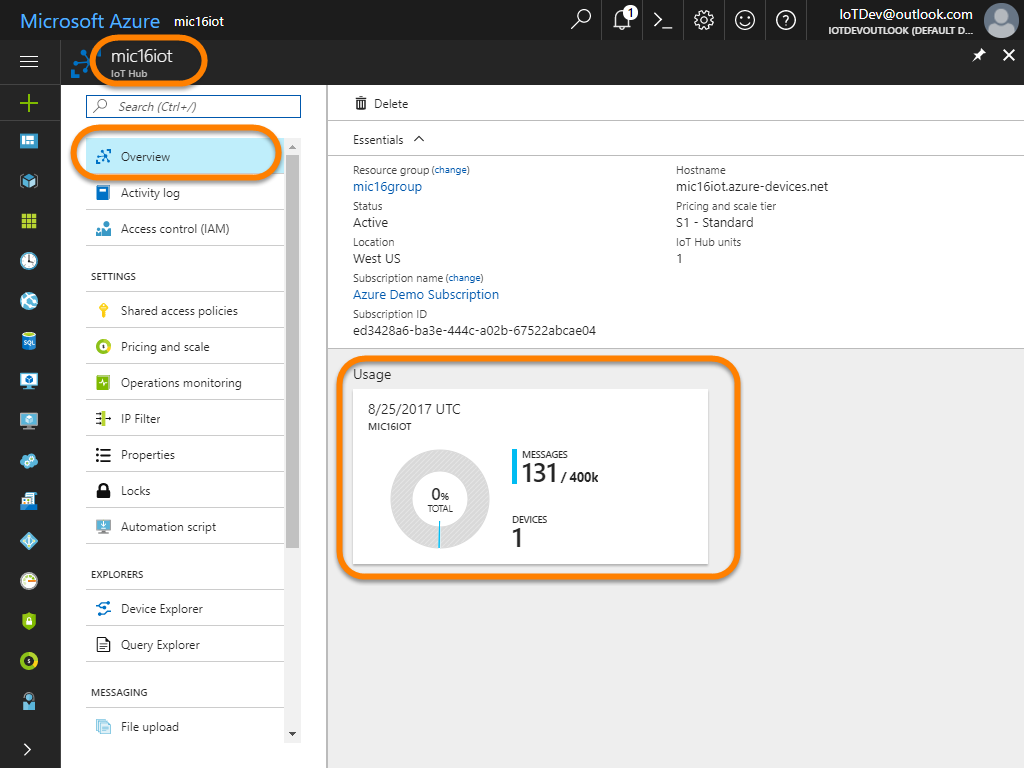 Microsoft Azure mic16iot
1
IoTDev@outlook.com
IOTDEVOUTLOOK (DEFAULT D...
mic16iot
IoT Hub
Search (Ctrl+/)
Overview
Activity log
Access control (IAM)
SETTINGS
Shared access policies
Pricing and scale
Operations monitoring
IP Filter
Properties
Locks
Automation script
EXPLORERS
Device Explorer
Query Explorer
MESSAGING
File upload
Delete
Essentials
Resource group (change)
mic16group
Status
Active
Location
West US
Subscription name (change)
Azure Demo Subscription
Subscription ID
ed3428a6-ba3e-444c-a02b-67522abcae04
Hostname
mic16iot.azure-devices.net
Pricing and scale tier
S1 - Standard
IoT Hub units
1
Usage
8/25/2017 UTC
MIC16IOT
0%
TOTAL
MESSAGES
131 / 400k
DEVICES
1
SQL